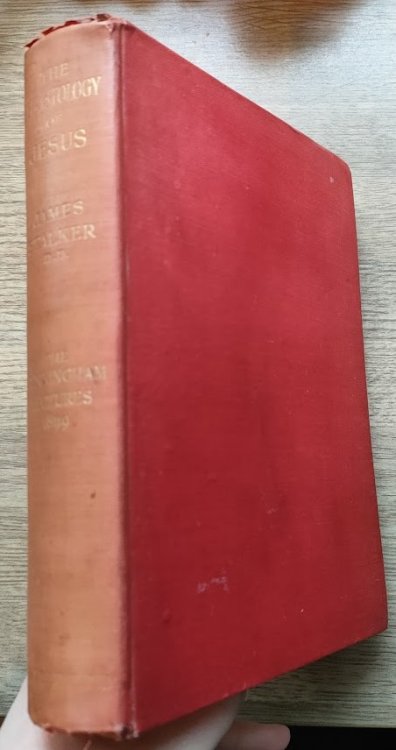 THE
CHRISTOLOGY
OF
JESUS
JAMES
STALKER
D.D.
THE
CUNNINGHAM
LECTURES
1899